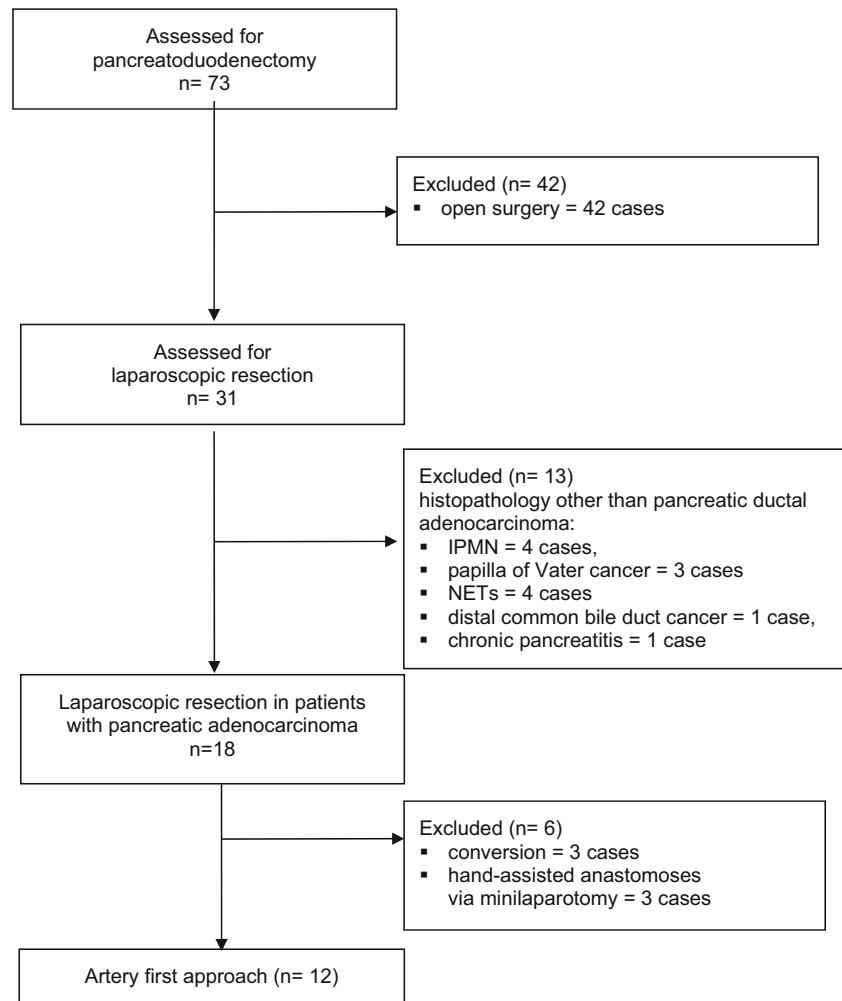 Assessed for
pancreatoduodenectomy
n= 73
Excluded (n= 42)
▪ open surgery = 42 cases
Assessed for
laparoscopic resection
n= 31
Excluded (n= 13)
histopathology other than pancreatic ductal
adenocarcinoma:
▪ IPMN = 4 cases,
▪ papilla of Vater cancer = 3 cases
▪ NETs = 4 cases
▪ distal common bile duct cancer = 1 case,
▪ chronic pancreatitis = 1 case
Laparoscopic resection in patients
with pancreatic adenocarcinoma
n=18
Excluded (n= 6)
▪ conversion = 3 cases
▪ hand-assisted anastomoses
via minilaparotomy = 3 cases
Artery first approach (n= 12)